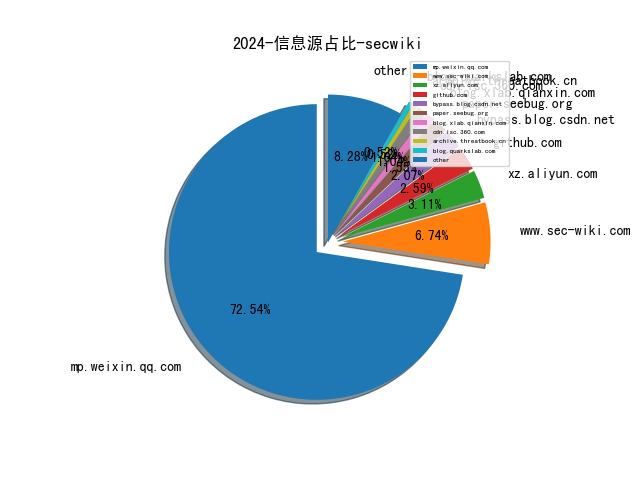 2024-信息源占比-secwiki
other
mp.weixin.qq.com
www.sec-wiki.com
xz.aliyun.com
github.com
bypass.blog.csdn.net
paper.seebug.org
blog.xlab.qianxin.com
cdn.isc.360.com
archive.threatbook.cn
blog.quarkslab.com
other
bypass.blog.csdn.net
github.com
xz.aliyun.com
www.sec-wiki.com
mp.weixin.qq.com
8.28%
0.52%
2.07%
2.59%
3.11%
6.74%
72.54%